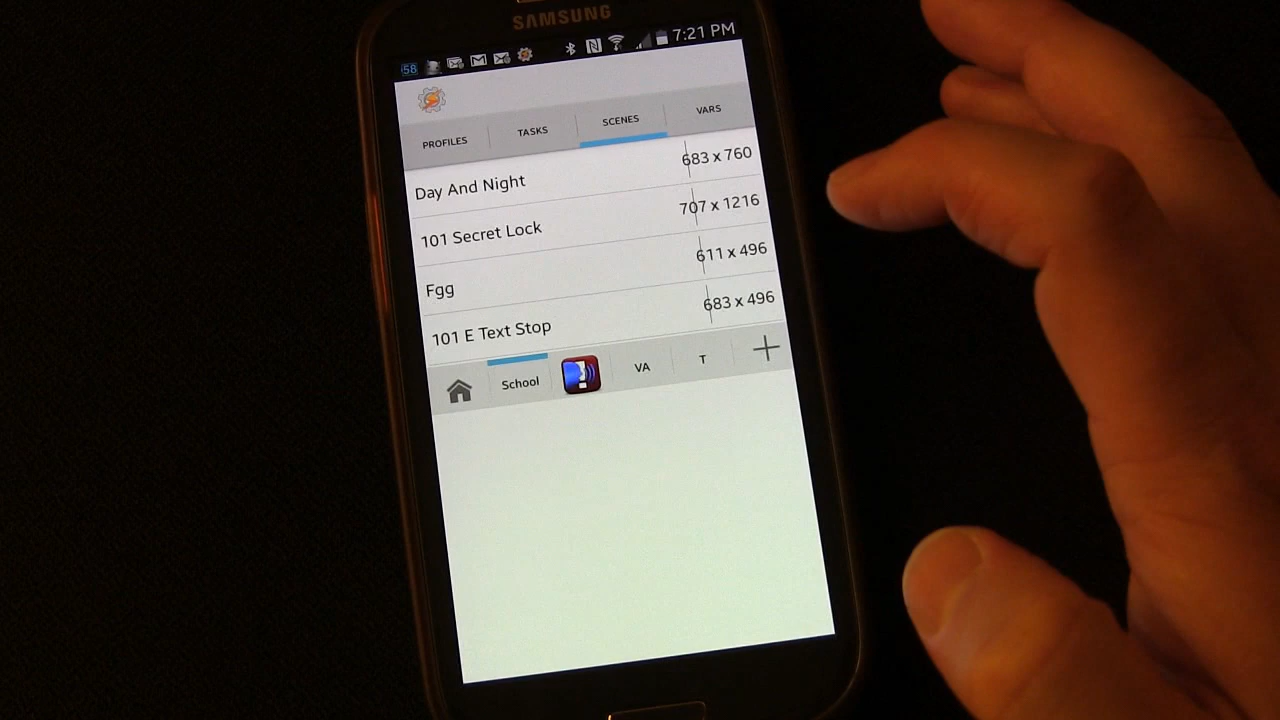 SAMSUNG
58 7:21 PM
PROFILES TASKS SCENES VARS
Day And Night 683 x 760
101 Secret Lock 707 x 1216
Fgg 611 x 496
101 E Text Stop 683 x 496
School VA T